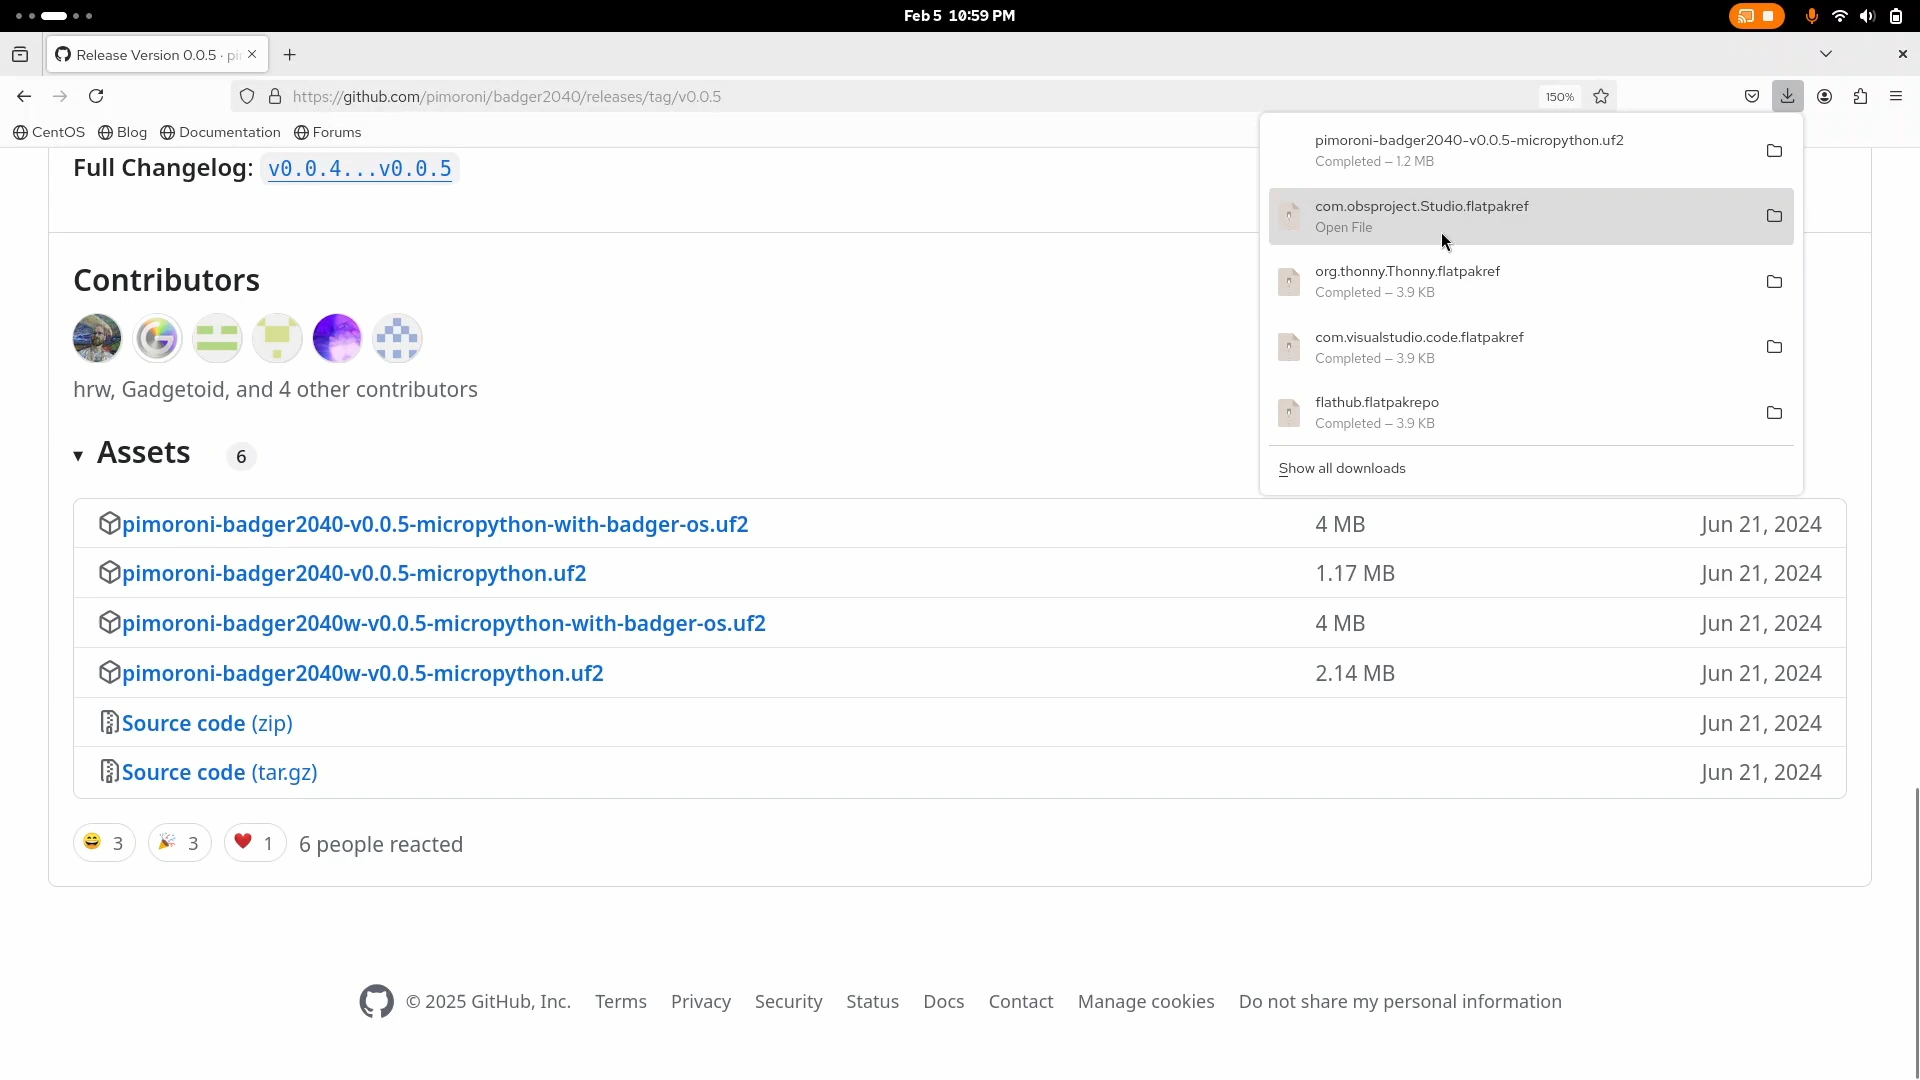 Feb 5 10:59 PM
Release Version 0.0.5 · pi
https://github.com/pimoroni/badger2040/releases/tag/v0.0.5
150%
CentOS Blog Documentation Forums
Full Changelog: v0.0.4...v0.0.5
pimoroni-badger2040-v0.0.5-micropython.uf2
Completed — 1.2 MB
com.obsproject.Studio.flatpakref
Open File
org.thonny.Thonny.flatpakref
Completed — 3.9 KB
com.visualstudio.code.flatpakref
Completed — 3.9 KB
flathub.flatpakrepo
Completed — 3.9 KB
Show all downloads
Contributors
hrw, Gadgetoid, and 4 other contributors
Assets 6
pimoroni-badger2040-v0.0.5-micropython-with-badger-os.uf2 4 MB Jun 21, 2024
pimoroni-badger2040-v0.0.5-micropython.uf2 1.17 MB Jun 21, 2024
pimoroni-badger2040w-v0.0.5-micropython-with-badger-os.uf2 4 MB Jun 21, 2024
pimoroni-badger2040w-v0.0.5-micropython.uf2 2.14 MB Jun 21, 2024
Source code (zip) Jun 21, 2024
Source code (tar.gz) Jun 21, 2024
3 3 1 6 people reacted
© 2025 GitHub, Inc. Terms Privacy Security Status Docs Contact Manage cookies Do not share my personal information